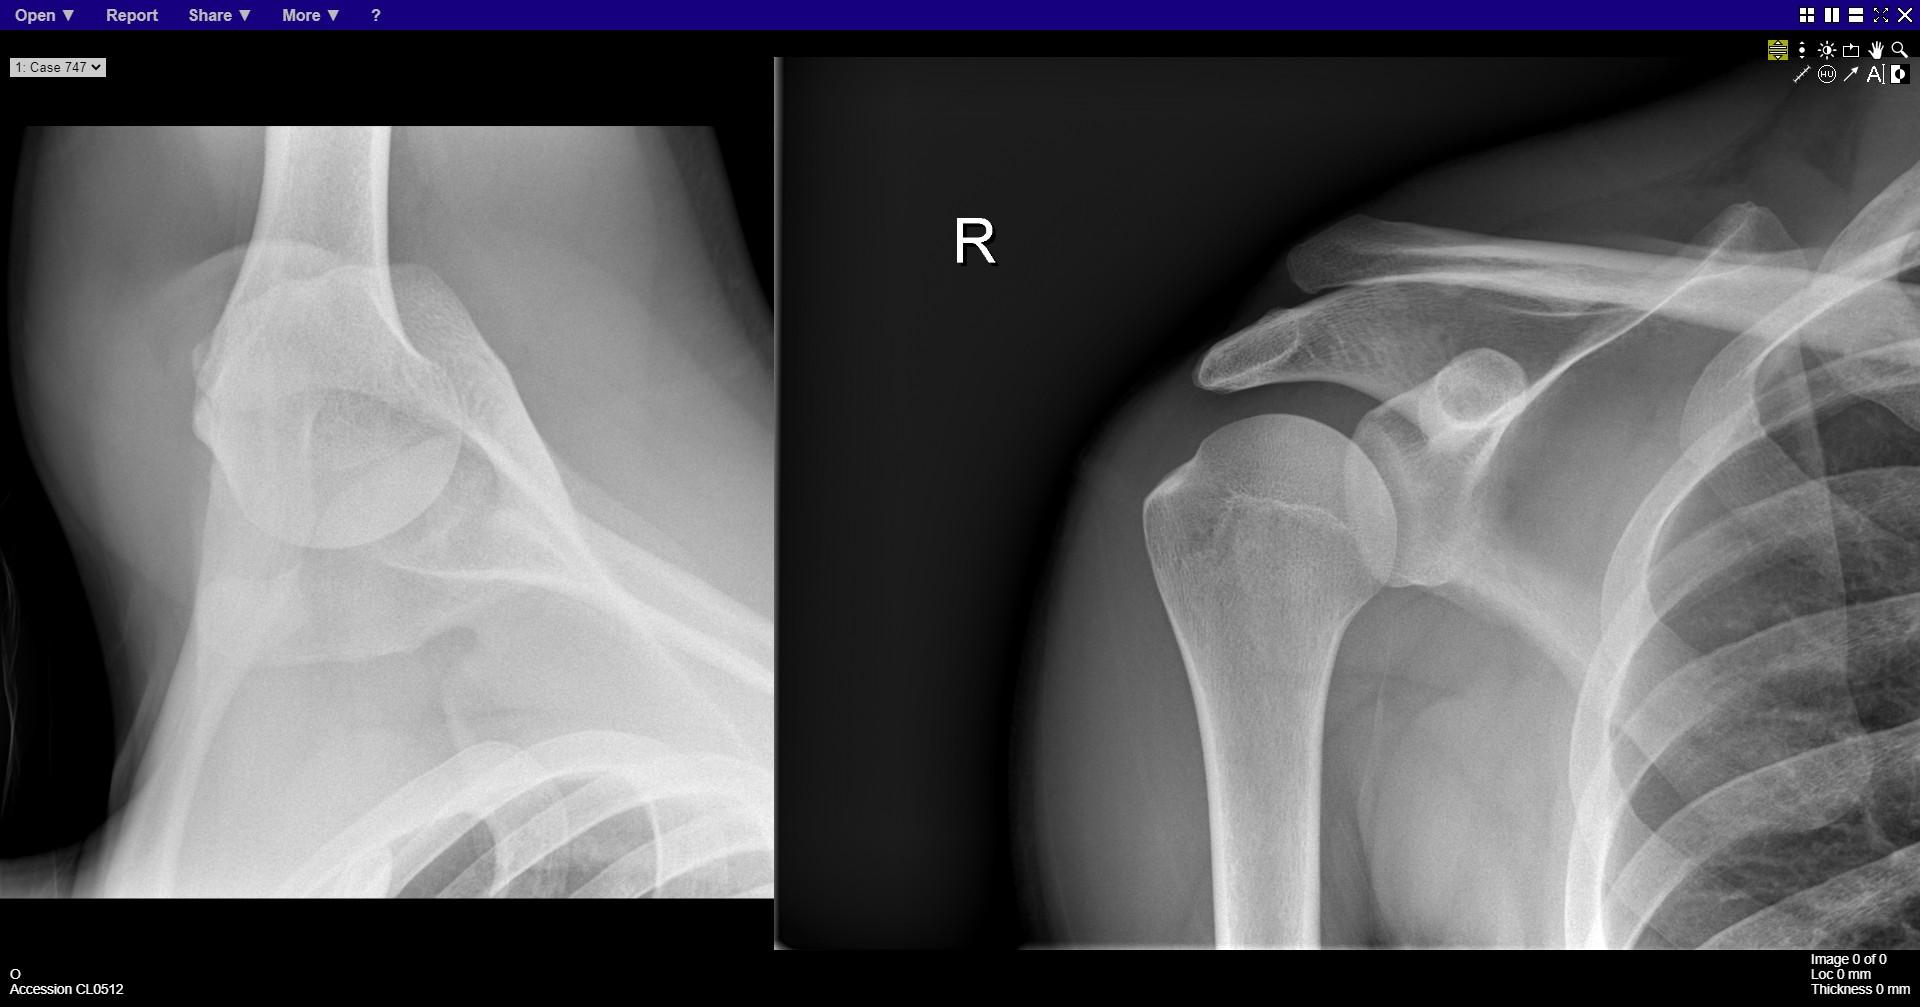 Open ▼ Report Share ▼ More ▼ ?
1: Case 747
HU
A
R
O
Accession CL0512
Image 0 of 0
Loc 0 mm
Thickness 0 mm